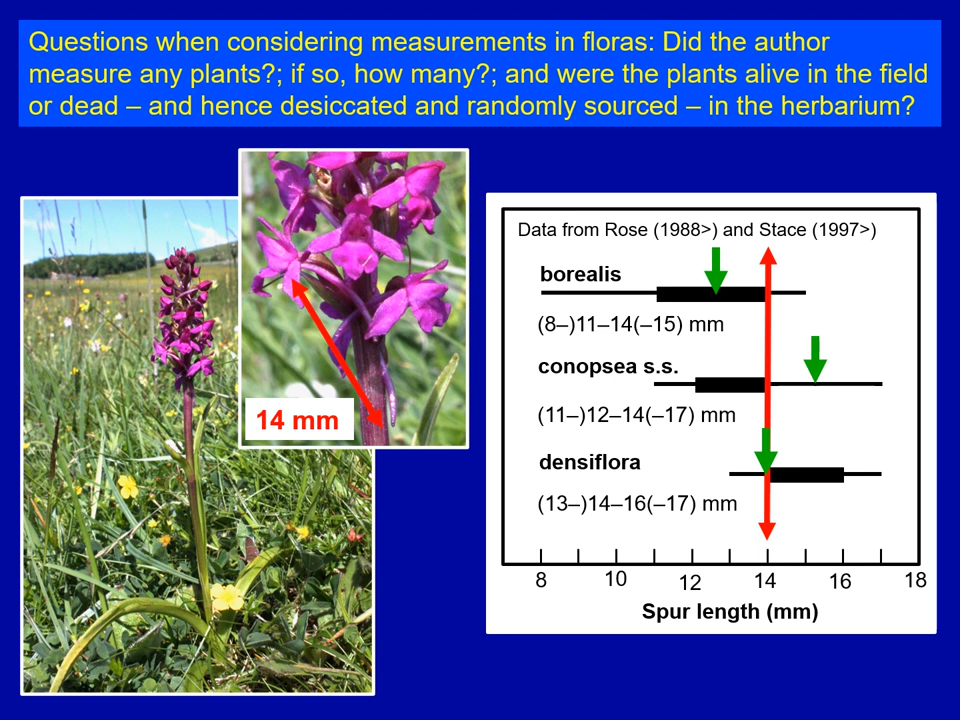 Questions when considering measurements in floras: Did the author
measure any plants?; if so, how many?; and were the plants alive in the field
or dead – and hence desiccated and randomly sourced – in the herbarium?
14 mm
Data from Rose (1988>) and Stace (1997>)
borealis
(8–)11–14(–15) mm
conopsea s.s.
(11–)12–14(–17) mm
densiflora
(13–)14–16(–17) mm
8 10 12 14 16 18
Spur length (mm)